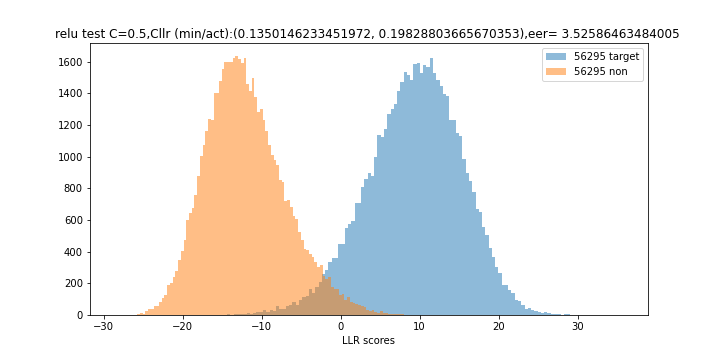 relu test C=0.5,Cllr (min/act):(0.1350146233451972, 0.19828803665670353),eer= 3.52586463484005
1600
1400
1200
1000
800
600
400
200
0
56295 target
56295 non
−30 −20 −10 0 10 20 30
LLR scores